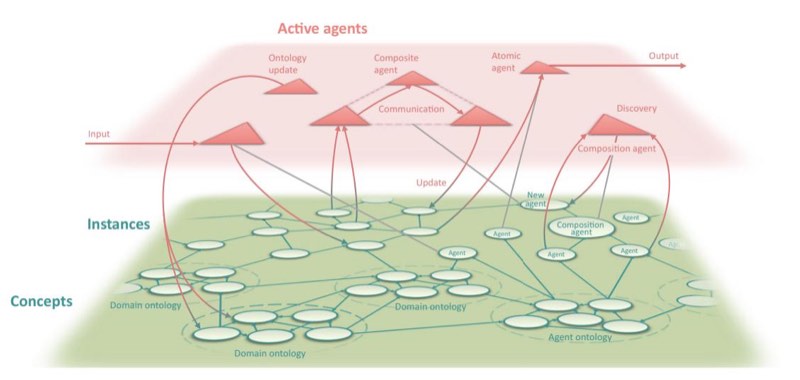 Active agents
Ontology
update
Composite
agent
Atomic
agent
Output
Communication
Discovery
Input
Composition agent
Update
Instances
New
agent
Agent
Composition
agent
Agent
Agent
Agent
Agent
Ag
Concepts
Domain ontology
Domain ontology
Agent ontology
Domain ontology